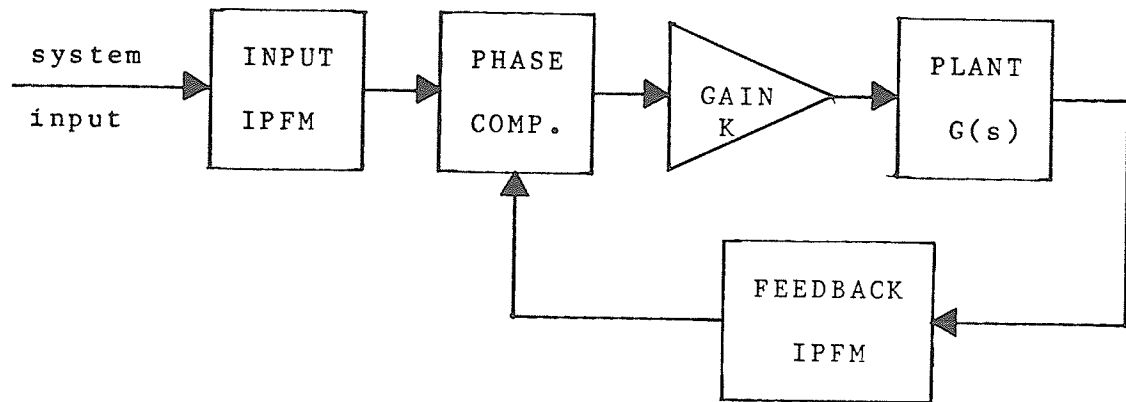 system
input
INPUT
IPFM
PHASE
COMP.
GAIN
K
PLANT
G(s)
FEEDBACK
IPFM